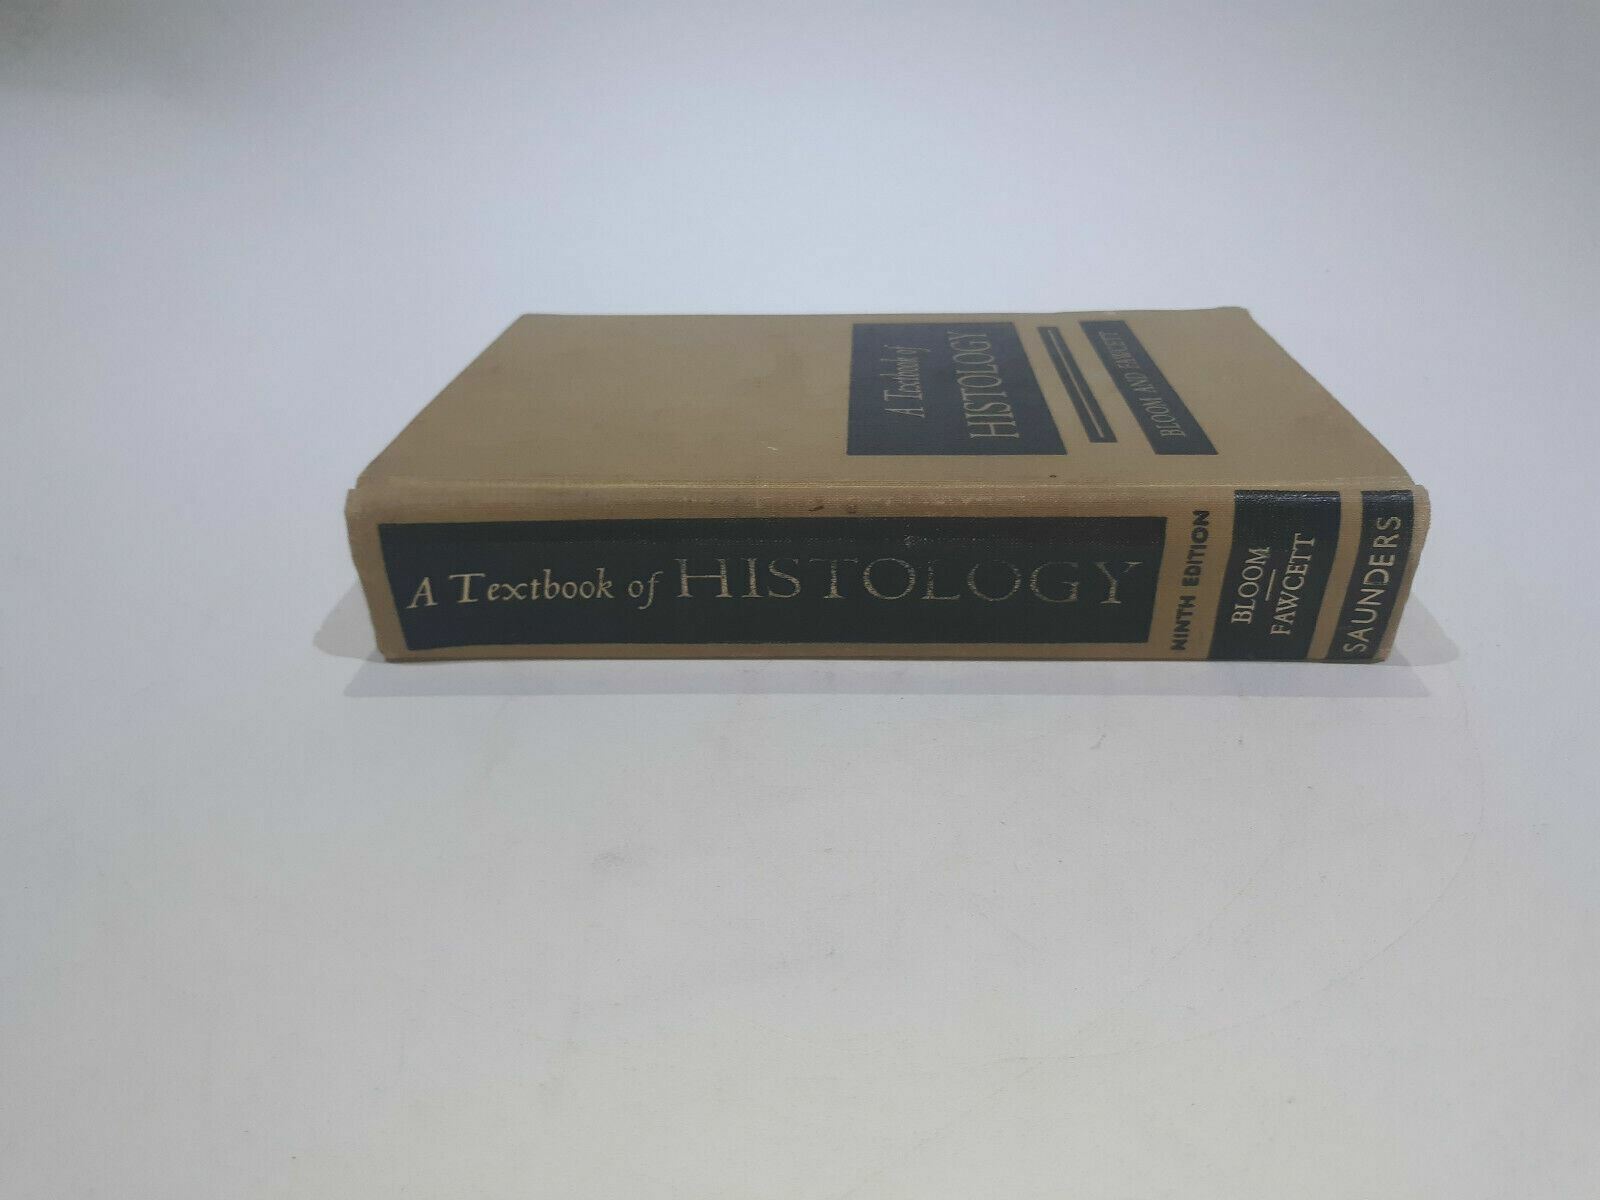 A Textbook of
HISTOLOGY
BLOOM AND FAWCETT
A Textbook of HISTOLOGY
NINTH EDITION
BLOOM
FAWCETT
SAUNDERS